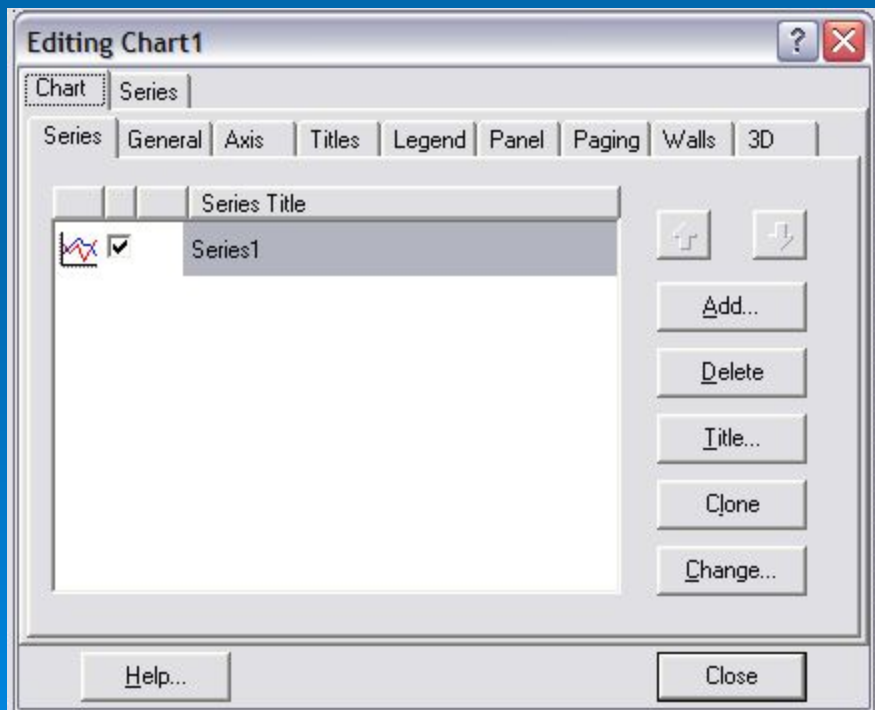 Editing Chart1
?
Chart Series
Series General Axis Titles Legend Panel Paging Walls 3D
Series Title
Series1
Add...
Delete
Title...
Clone
Change...
Help... Close